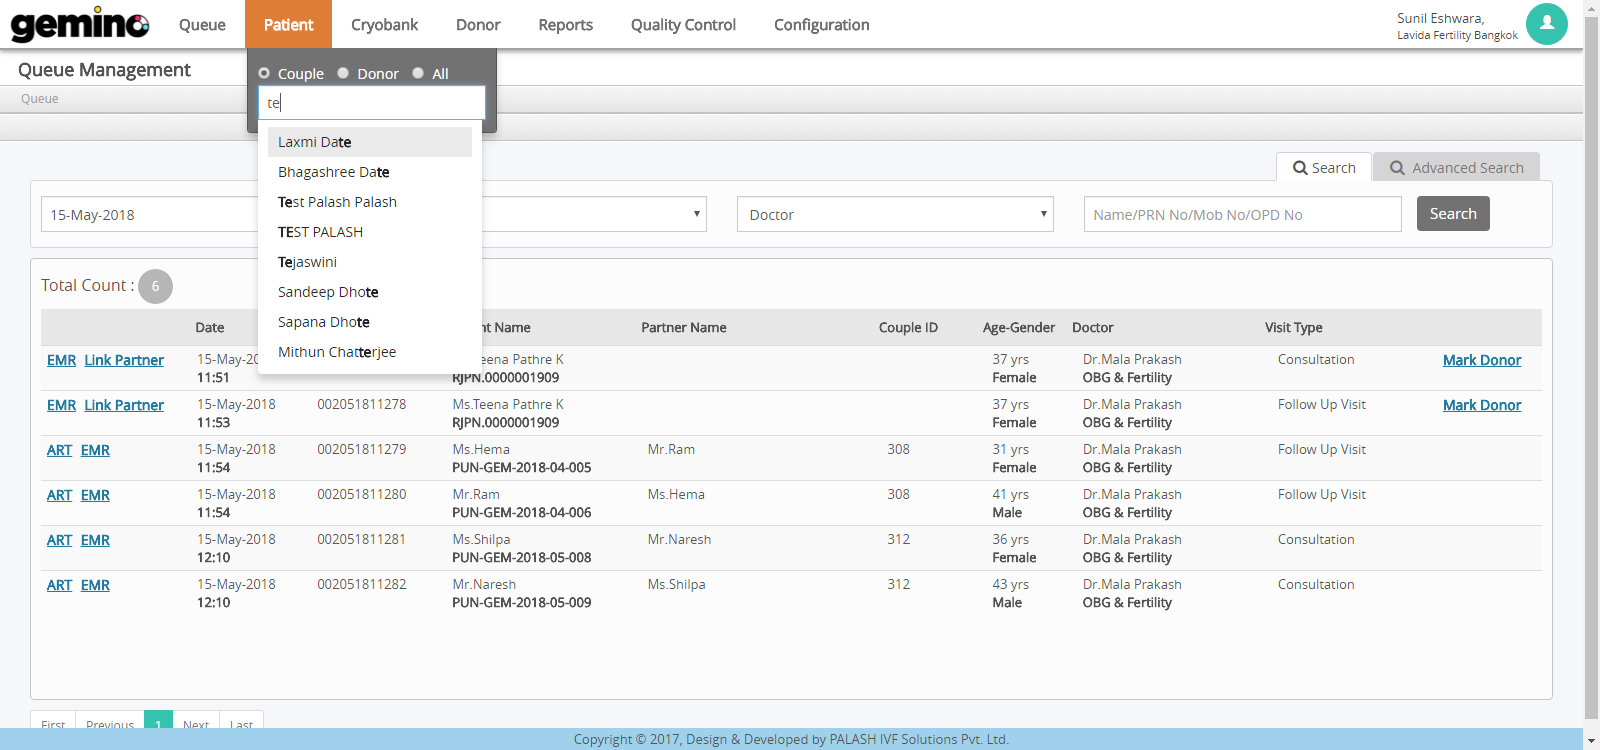 gemino Queue Patient Cryobank Donor Reports Quality Control Configuration
Sunil Eshwara,
Lavida Fertility Bangkok
Queue Management
Couple Donor All
Queue
te
Laxmi Date
Bhagashree Date
Test Palash Palash
TEST PALASH
Tejaswini
Sandeep Dhote
Sapana Dhote
Mithun Chatterjee
Search Advanced Search
15-May-2018 Doctor Name/PRN No/Mob No/OPD No Search
Total Count : 6
Date Name Partner Name Couple ID Age-Gender Doctor Visit Type
EMR Link Partner 15-May-20 Teena Pathre K 37 yrs Dr.Mala Prakash Consultation Mark Donor
11:51 RJPN.0000001909 Female OBG & Fertility
EMR Link Partner 15-May-2018 002051811278 Ms.Teena Pathre K 37 yrs Dr.Mala Prakash Follow Up Visit Mark Donor
11:53 RJPN.0000001909 Female OBG & Fertility
ART EMR 15-May-2018 002051811279 Ms.Hema Mr.Ram 308 31 yrs Dr.Mala Prakash Follow Up Visit
11:54 PUN-GEM-2018-04-005 Female OBG & Fertility
ART EMR 15-May-2018 002051811280 Mr.Ram Ms.Hema 308 41 yrs Dr.Mala Prakash Follow Up Visit
11:54 PUN-GEM-2018-04-006 Male OBG & Fertility
ART EMR 15-May-2018 002051811281 Ms.Shilpa Mr.Naresh 312 36 yrs Dr.Mala Prakash Consultation
12:10 PUN-GEM-2018-05-008 Female OBG & Fertility
ART EMR 15-May-2018 002051811282 Mr.Naresh Ms.Shilpa 312 43 yrs Dr.Mala Prakash Consultation
12:10 PUN-GEM-2018-05-009 Male OBG & Fertility
First Previous 1 Next Last
Copyright © 2017, Design & Developed by PALASH IVF Solutions Pvt. Ltd.